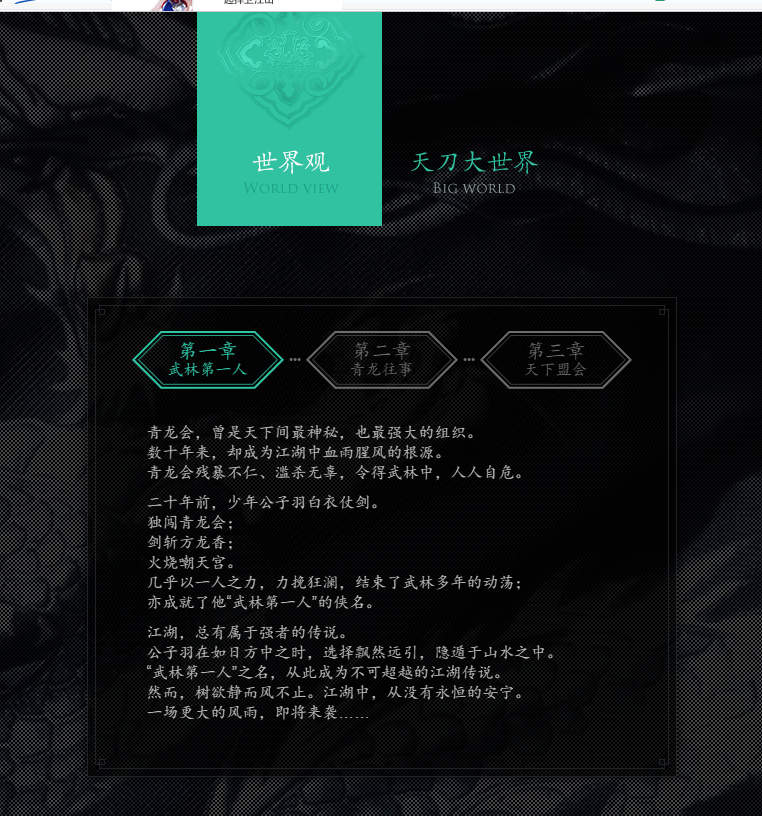 世界观
World view
天刀大世界
Big world
第一章
武林第一人
第二章
青龙往事
第三章
天下盟会
青龙会，曾是天下间最神秘，也最强大的组织。
数十年来，却成为江湖中血雨腥风的根源。
青龙会残暴不仁、滥杀无辜，令得武林中，人人自危。
二十年前，少年公子羽白衣仗剑。
独闯青龙会；
剑斩方龙香；
火烧嘲天宫。
几乎以一人之力，力挽狂澜，结束了武林多年的动荡；
亦成就了他“武林第一人”的侠名。
江湖，总有属于强者的传说。
公子羽在如日方中之时，选择飘然远引，隐遁于山水之中。
“武林第一人”之名，从此成为不可超越的江湖传说。
然而，树欲静而风不止。江湖中，从没有永恒的安宁。
一场更大的风雨，即将来袭……